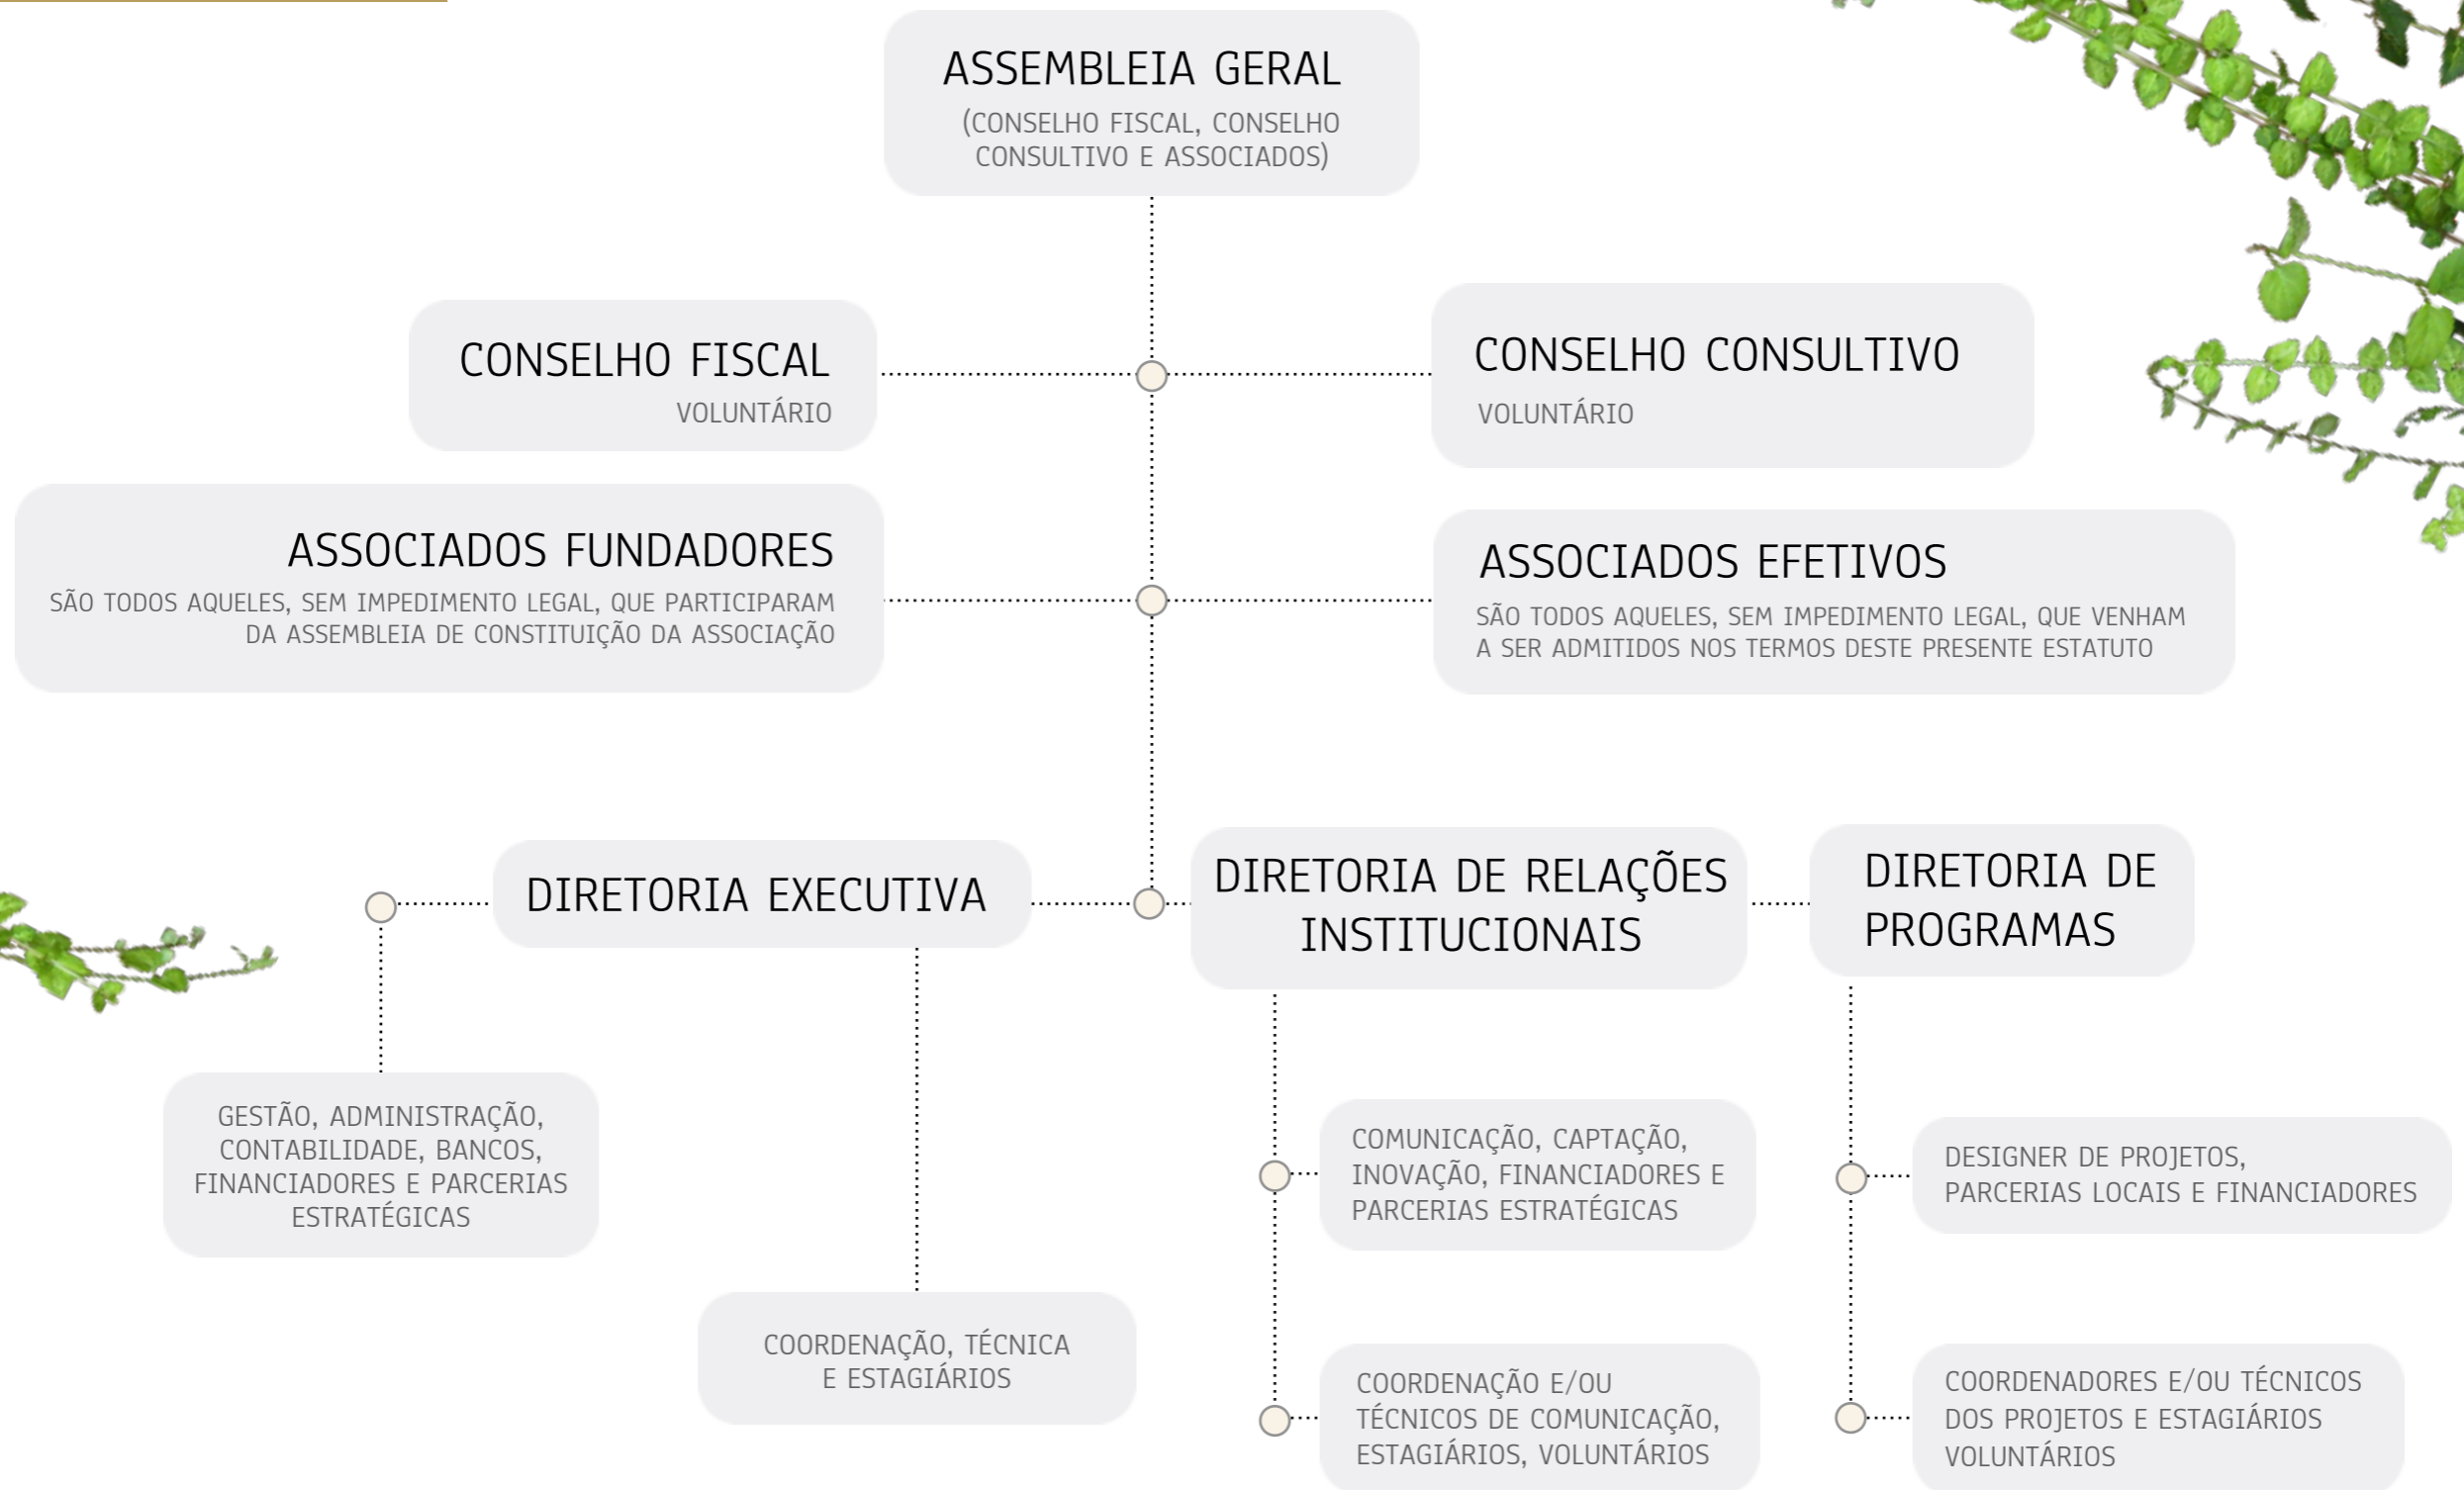 ASSEMBLEIA GERAL
(CONSELHO FISCAL, CONSELHO
CONSULTIVO E ASSOCIADOS)
CONSELHO FISCAL
VOLUNTÁRIO
CONSELHO CONSULTIVO
VOLUNTÁRIO
ASSOCIADOS FUNDADORES
SÃO TODOS AQUELES, SEM IMPEDIMENTO LEGAL, QUE PARTICIPARAM
DA ASSEMBLEIA DE CONSTITUIÇÃO DA ASSOCIAÇÃO
ASSOCIADOS EFETIVOS
SÃO TODOS AQUELES, SEM IMPEDIMENTO LEGAL, QUE VENHAM
A SER ADMITIDOS NOS TERMOS DESTE PRESENTE ESTATUTO
DIRETORIA EXECUTIVA
DIRETORIA DE RELAÇÕES
INSTITUCIONAIS
DIRETORIA DE
PROGRAMAS
GESTÃO, ADMINISTRAÇÃO,
CONTABILIDADE, BANCOS,
FINANCIADORES E PARCERIAS
ESTRATÉGICAS
COORDENAÇÃO, TÉCNICA
E ESTAGIÁRIOS
COMUNICAÇÃO, CAPTAÇÃO,
INOVAÇÃO, FINANCIADORES E
PARCERIAS ESTRATÉGICAS
COORDENAÇÃO E/OU
TÉCNICOS DE COMUNICAÇÃO,
ESTAGIÁRIOS, VOLUNTÁRIOS
DESIGNER DE PROJETOS,
PARCERIAS LOCAIS E FINANCIADORES
COORDENADORES E/OU TÉCNICOS
DOS PROJETOS E ESTAGIÁRIOS
VOLUNTÁRIOS